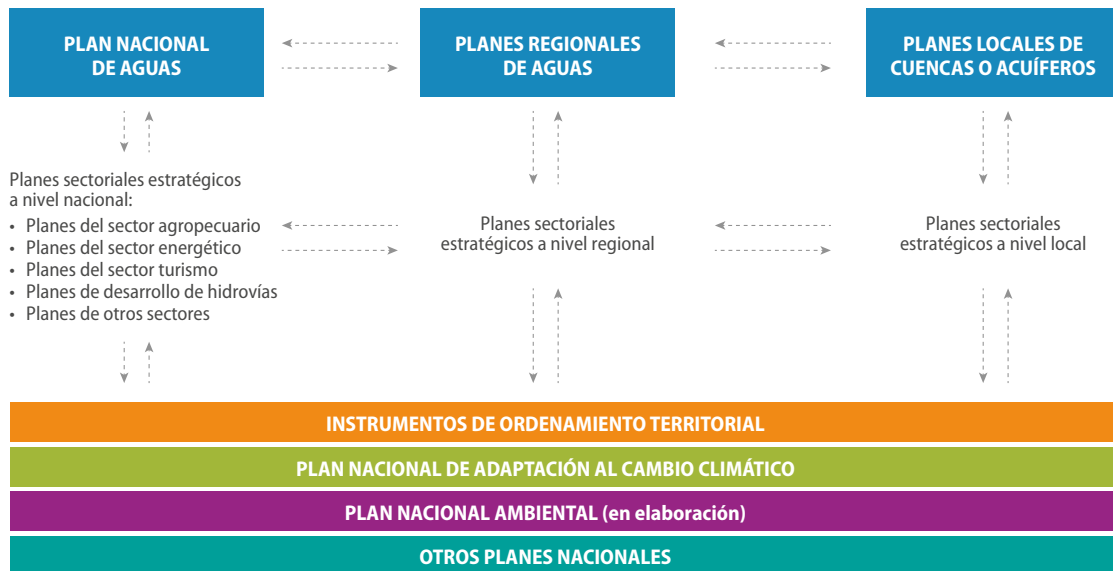 PLAN NACIONAL
DE AGUAS
PLANES REGIONALES
DE AGUAS
PLANES LOCALES DE
CUENCAS O ACUÍFEROS
Planes sectoriales estratégicos
a nivel nacional:
• Planes del sector agropecuario
• Planes del sector energético
• Planes del sector turismo
• Planes de desarrollo de hidrovías
• Planes de otros sectores
Planes sectoriales
estratégicos a nivel regional
Planes sectoriales
estratégicos a nivel local
INSTRUMENTOS DE ORDENAMIENTO TERRITORIAL
PLAN NACIONAL DE ADAPTACIÓN AL CAMBIO CLIMÁTICO
PLAN NACIONAL AMBIENTAL (en elaboración)
OTROS PLANES NACIONALES